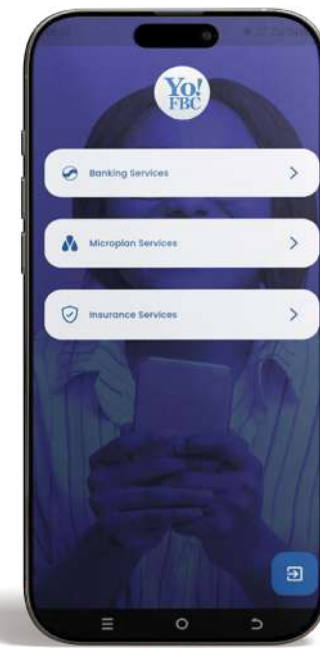 Yo!
FBC
Banking Services
Microplan Services
Insurance Services